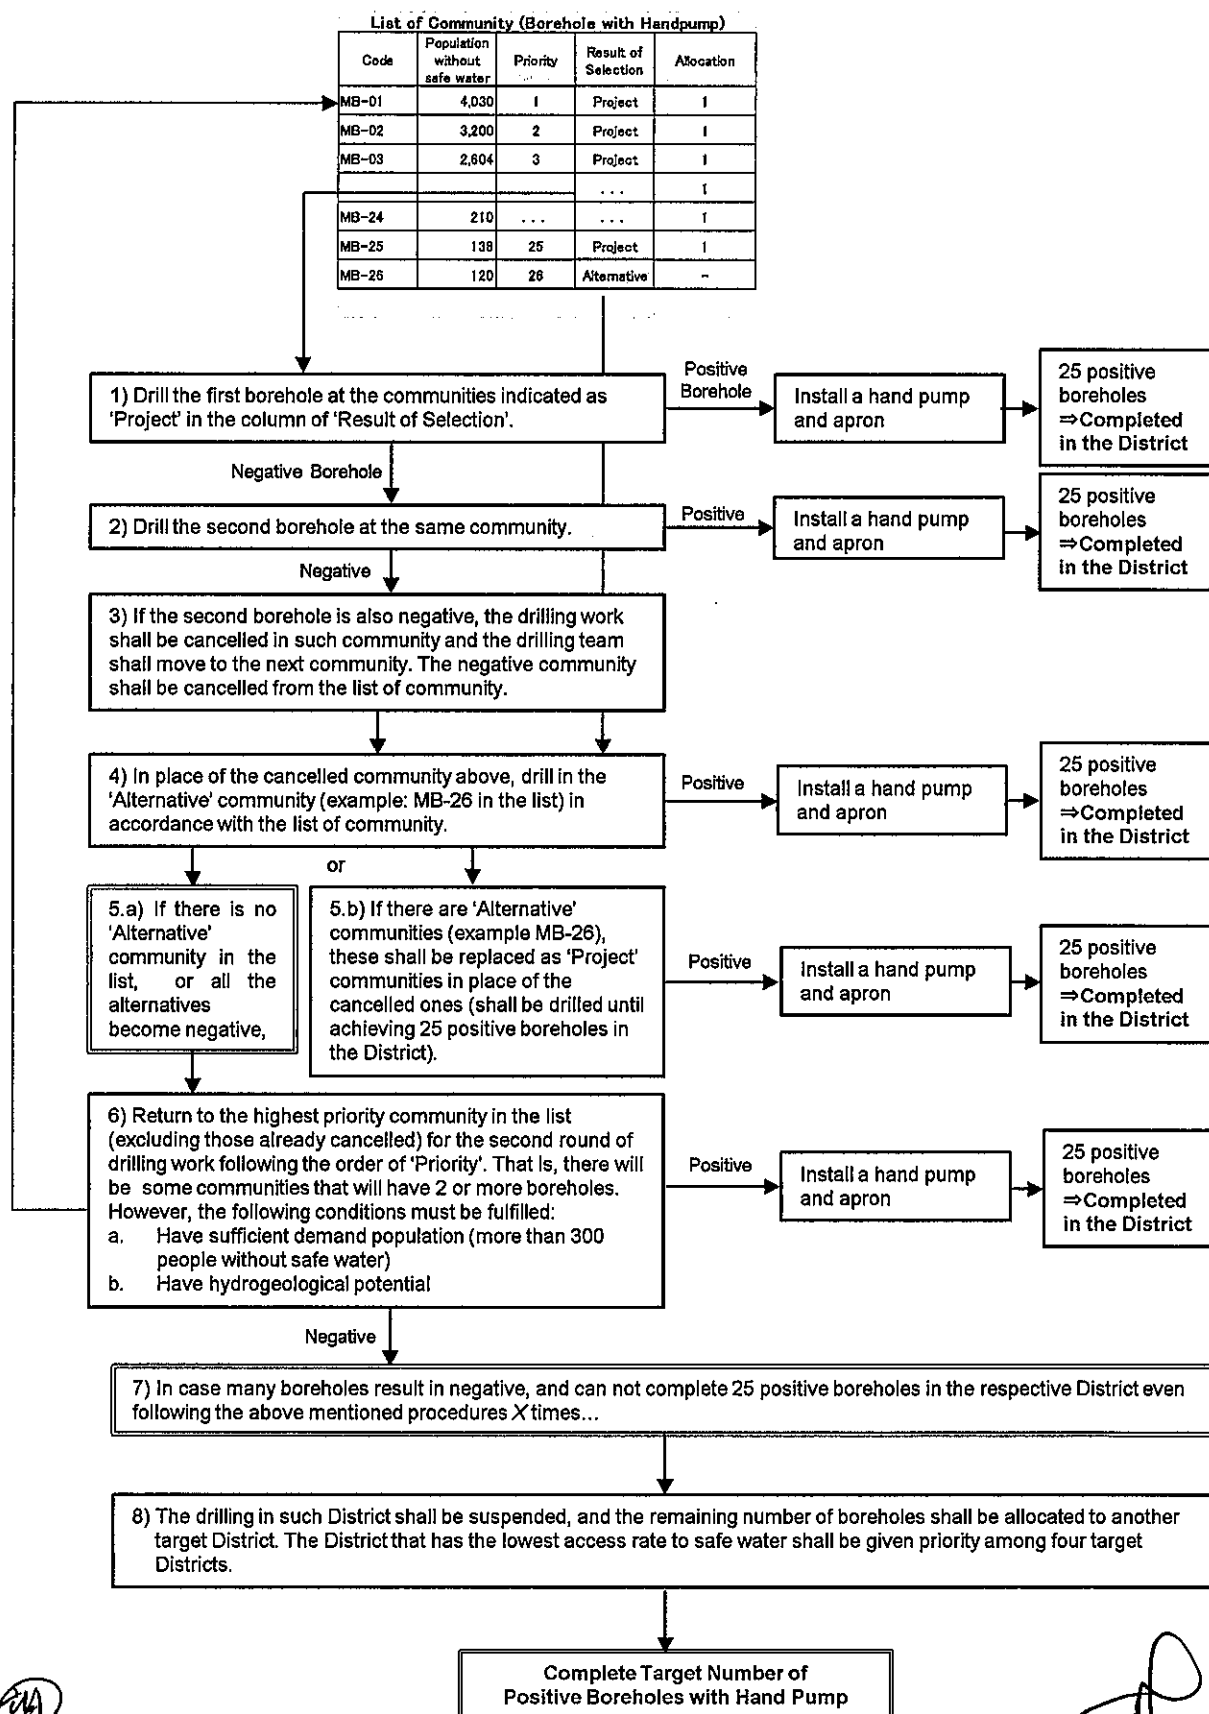 List of Community (Borehole with Handpump)
Code Population without safe water Priority Result of Selection Allocation
MB-01 4,030 1 Project 1
MB-02 3,200 2 Project 1
MB-03 2,604 3 Project 1
... 1
MB-24 210 ... ... 1
MB-25 138 25 Project 1
MB-26 120 26 Alternative -
1) Drill the first borehole at the communities indicated as
'Project' in the column of 'Result of Selection'.
Positive
Borehole
Install a hand pump
and apron
25 positive
boreholes
⇒Completed
in the District
Negative Borehole
2) Drill the second borehole at the same community.
Positive
Install a hand pump
and apron
25 positive
boreholes
⇒Completed
in the District
Negative
3) If the second borehole is also negative, the drilling work
shall be cancelled in such community and the drilling team
shall move to the next community. The negative community
shall be cancelled from the list of community.
4) In place of the cancelled community above, drill in the
'Alternative' community (example: MB-26 in the list) in
accordance with the list of community.
Positive
Install a hand pump
and apron
25 positive
boreholes
⇒Completed
in the District
or
5.a) If there is no
'Alternative'
community in the
list, or all the
alternatives
become negative,
5.b) If there are 'Alternative'
communities (example MB-26),
these shall be replaced as 'Project'
communities in place of the
cancelled ones (shall be drilled until
achieving 25 positive boreholes in
the District).
Positive
Install a hand pump
and apron
25 positive
boreholes
⇒Completed
in the District
6) Return to the highest priority community in the list
(excluding those already cancelled) for the second round of
drilling work following the order of 'Priority'. That is, there will
be some communities that will have 2 or more boreholes.
However, the following conditions must be fulfilled:
a. Have sufficient demand population (more than 300
people without safe water)
b. Have hydrogeological potential
Positive
Install a hand pump
and apron
25 positive
boreholes
⇒Completed
in the District
Negative
7) In case many boreholes result in negative, and can not complete 25 positive boreholes in the respective District even
following the above mentioned procedures X times...
8) The drilling in such District shall be suspended, and the remaining number of boreholes shall be allocated to another
target District. The District that has the lowest access rate to safe water shall be given priority among four target
Districts.
Complete Target Number of
Positive Boreholes with Hand Pump